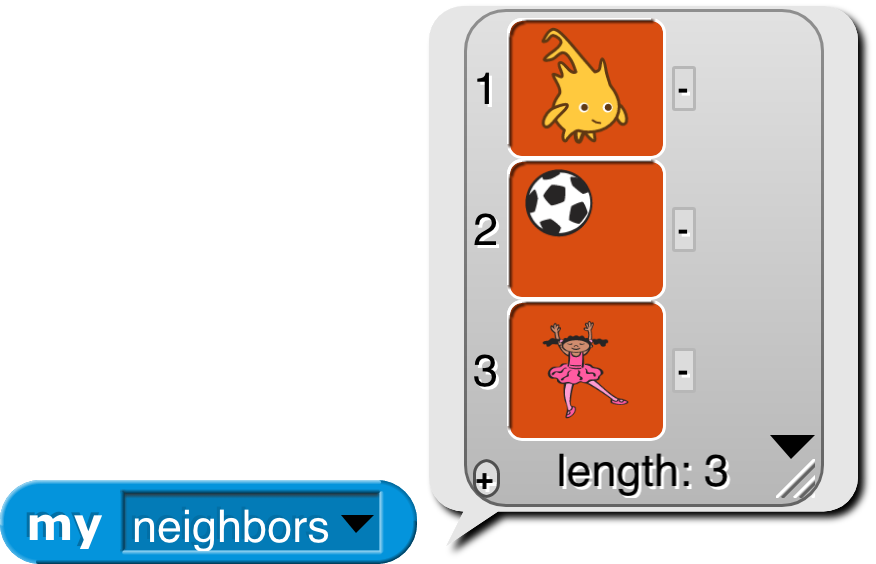 1 -
2 -
3 -
+ length: 3
my neighbors